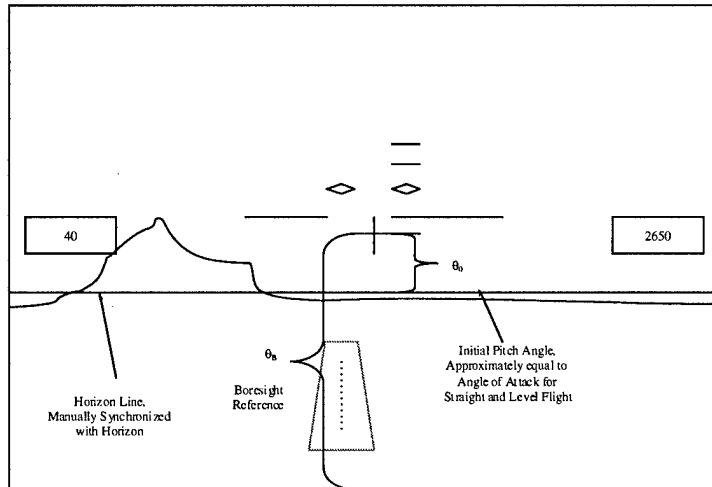 40
2650
θ₀
θB
Boresight
Reference
Initial Pitch Angle,
Approximately equal to
Angle of Attack for
Straight and Level Flight
Horizon Line,
Manually Synchronized
with Horizon